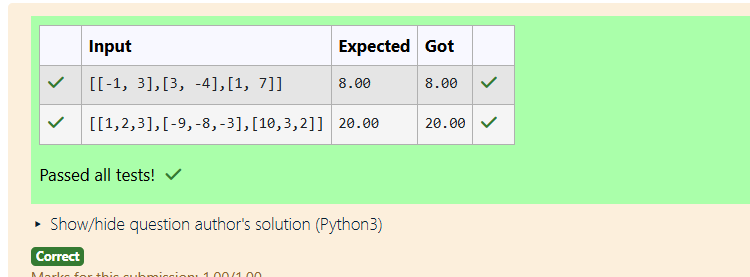 Input Expected Got
[[-1, 3],[3, -4],[1, 7]] 8.00 8.00
[[1,2,3],[-9,-8,-3],[10,3,2]] 20.00 20.00
Passed all tests!
Show/hide question author's solution (Python3)
Correct
Marks for this submission: 1.00/1.00